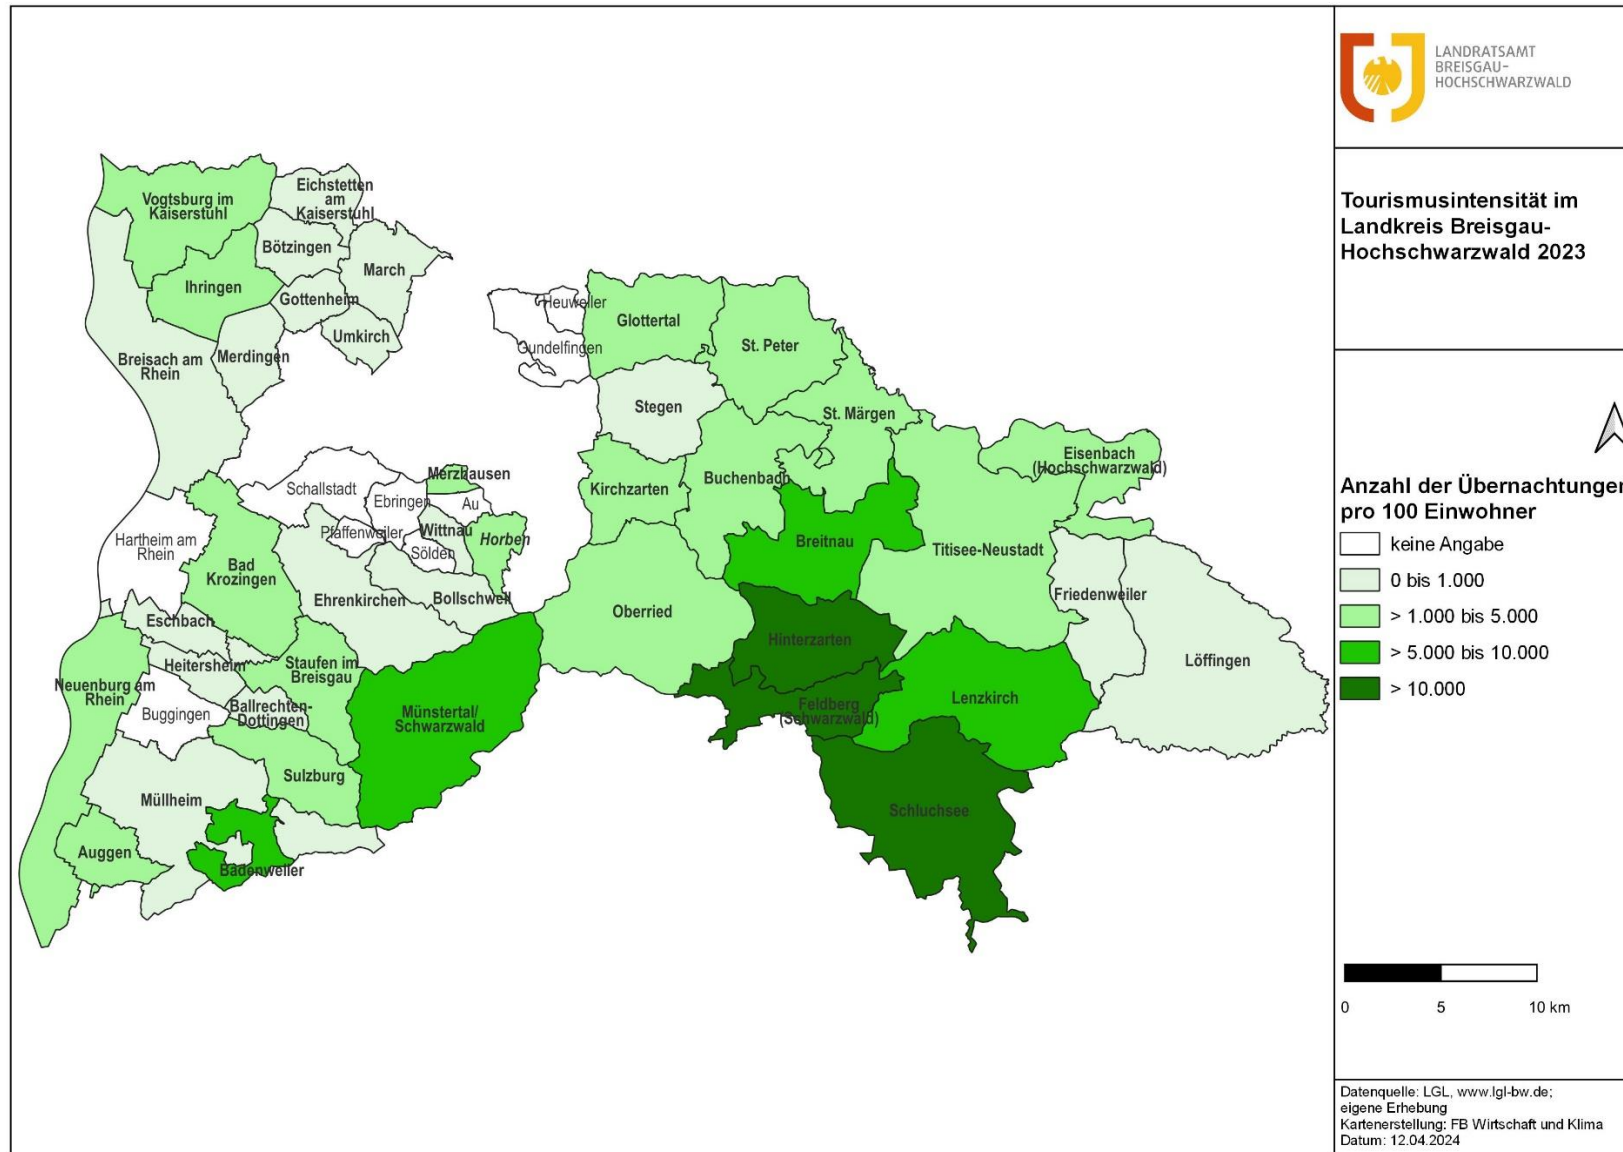 LANDRATSAMT
BREISGAU-
HOCHSCHWARZWALD
Tourismusintensität im
Landkreis Breisgau-
Hochschwarzwald 2023
Anzahl der Übernachtungen
pro 100 Einwohner
keine Angabe
0 bis 1.000
> 1.000 bis 5.000
> 5.000 bis 10.000
> 10.000
0 5 10 km
Datenquelle: LGL, www.lgl-bw.de;
eigene Erhebung
Kartenerstellung: FB Wirtschaft und Klima
Datum: 12.04.2024
Vogtsburg im
Kaiserstuhl
Eichstetten
am
Kaiserstuhl
Bötzingen
March
Ihringen
Gottenheim
Umkirch
Breisach am
Rhein
Merdingen
Heuweiler
Gundelfingen
Glottertal
St. Peter
Stegen
St. Märgen
Eisenbach
(Hochschwarzwald)
Buchenbach
Kirchzarten
Breitnau
Titisee-Neustadt
Merzhausen
Schallstadt
Ebringen
Au
Pfaffenweiler
Wittnau
Sölden
Horben
Hartheim am
Rhein
Bad
Krozingen
Ehrenkirchen
Bollschweil
Oberried
Hinterzarten
Friedenweiler
Löffingen
Eschbach
Heitersheim
Staufen im
Breisgau
Neuenburg am
Rhein
Buggingen
Ballrechten-
Dottingen
Münstertal/
Schwarzwald
Feldberg
(Schwarzwald)
Lenzkirch
Sulzburg
Müllheim
Schluchsee
Auggen
Badenweiler